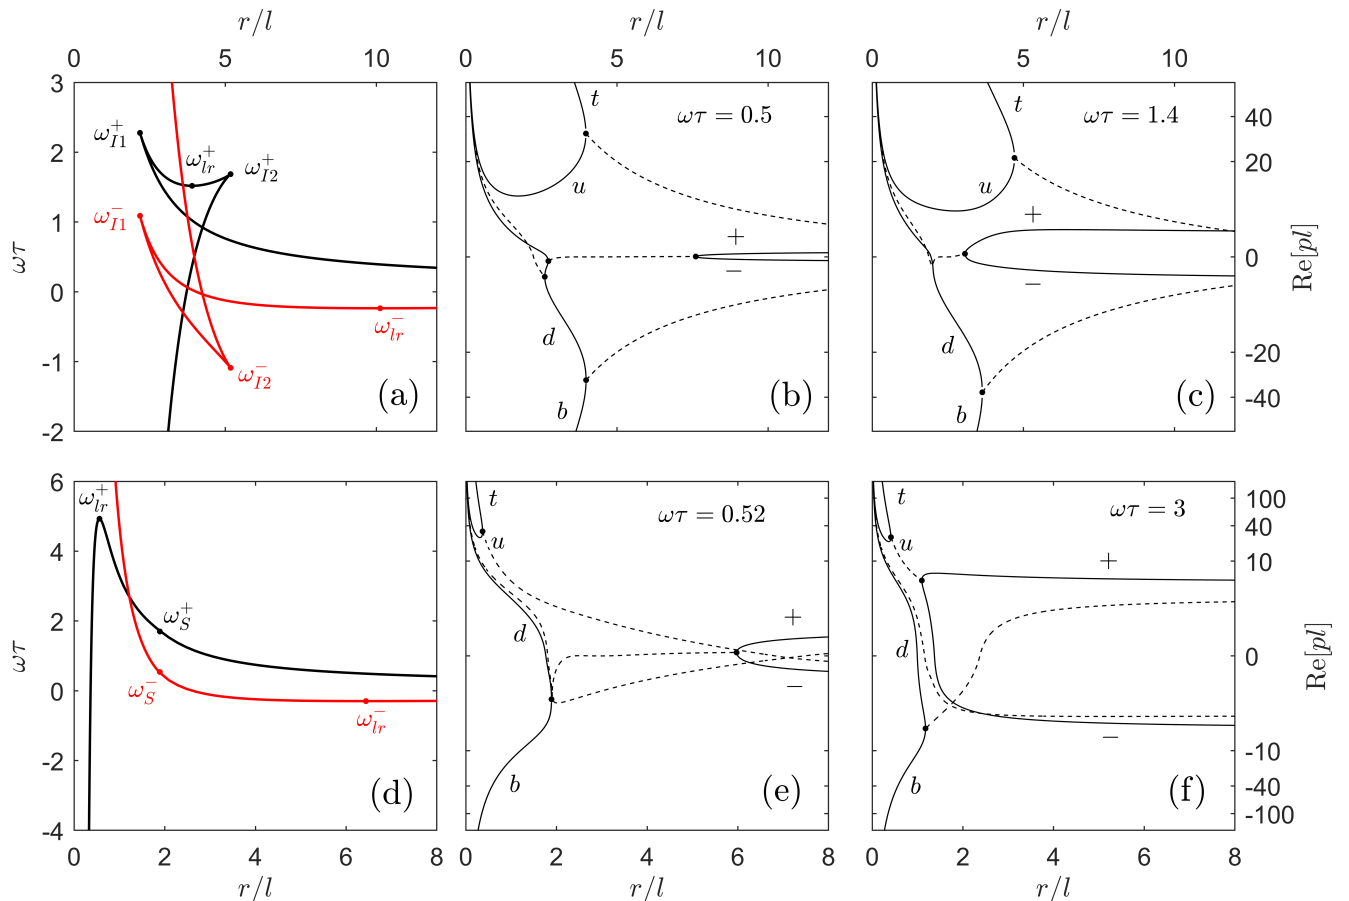 r/l r/l r/l
0 5 10 0 5 10 0 5 10
3
2
1
0
-1
-2
ωτ
ω⁺_{I1}
ω⁺_{lr}
ω⁺_{I2}
ω⁻_{I1}
ω⁻_{lr}
ω⁻_{I2}
(a)
t
ωτ = 0.5
u
+
−
d
b
(b)
t
ωτ = 1.4
u
+
−
d
b
(c)
40
20
0
-20
-40
Re[pl]
6
4
2
0
-2
-4
ωτ
ω⁺_{lr}
ω⁺_S
ω⁻_S
ω⁻_{lr}
(d)
t
ωτ = 0.52
u
d
+
−
b
(e)
t
ωτ = 3
u
+
d
−
b
(f)
100
40
10
0
-10
-40
-100
Re[pl]
0 2 4 6 8 0 2 4 6 8 0 2 4 6 8
r/l r/l r/l